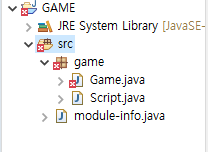 GAME
JRE System Library [JavaSE-
src
game
Game.java
Script.java
module-info.java